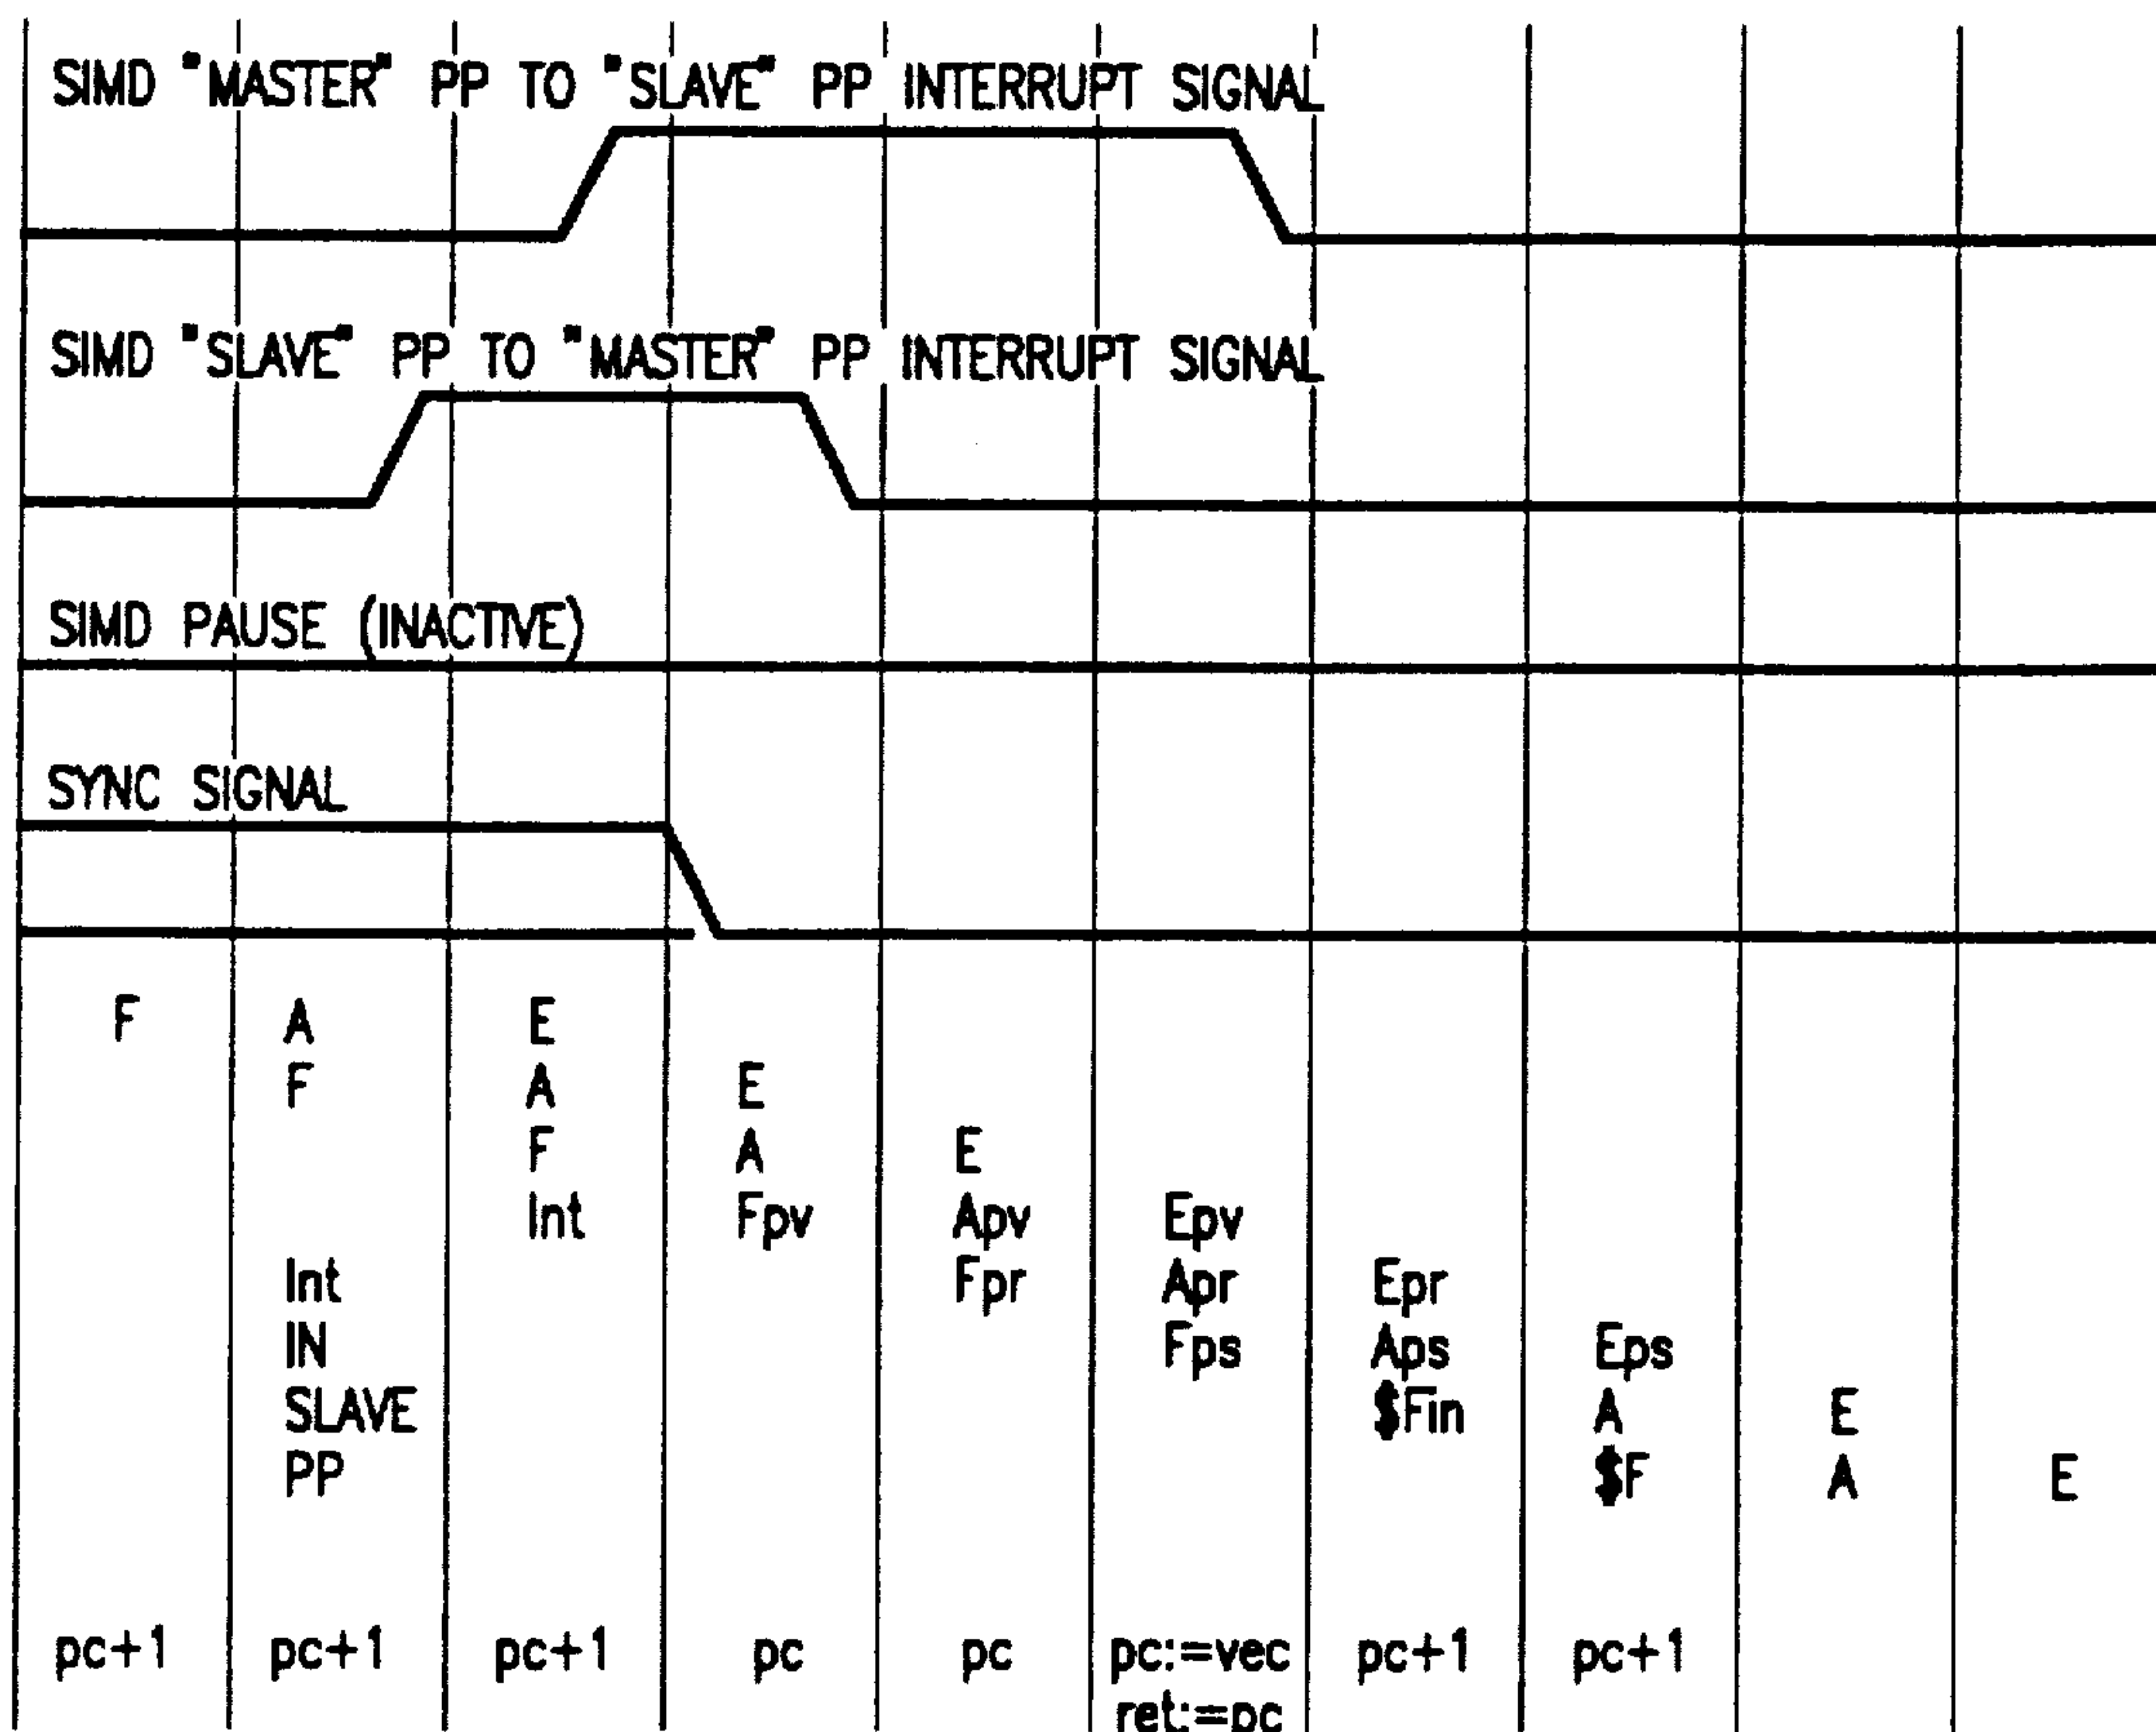 SIMD "MASTER" PP TO "SLAVE" PP INTERRUPT SIGNAL
SIMD "SLAVE" PP TO "MASTER" PP INTERRUPT SIGNAL
SIMD PAUSE (INACTIVE)
SYNC SIGNAL
F A E
F A E
F A E
Int Fpv Apv Epv
Int Fpr Apr Epr
IN Fps Aps Eps
SLAVE $Fin A E
PP $F A E
pc+1 pc+1 pc+1 pc pc pc:=vec pc+1 pc+1
ret:=pc